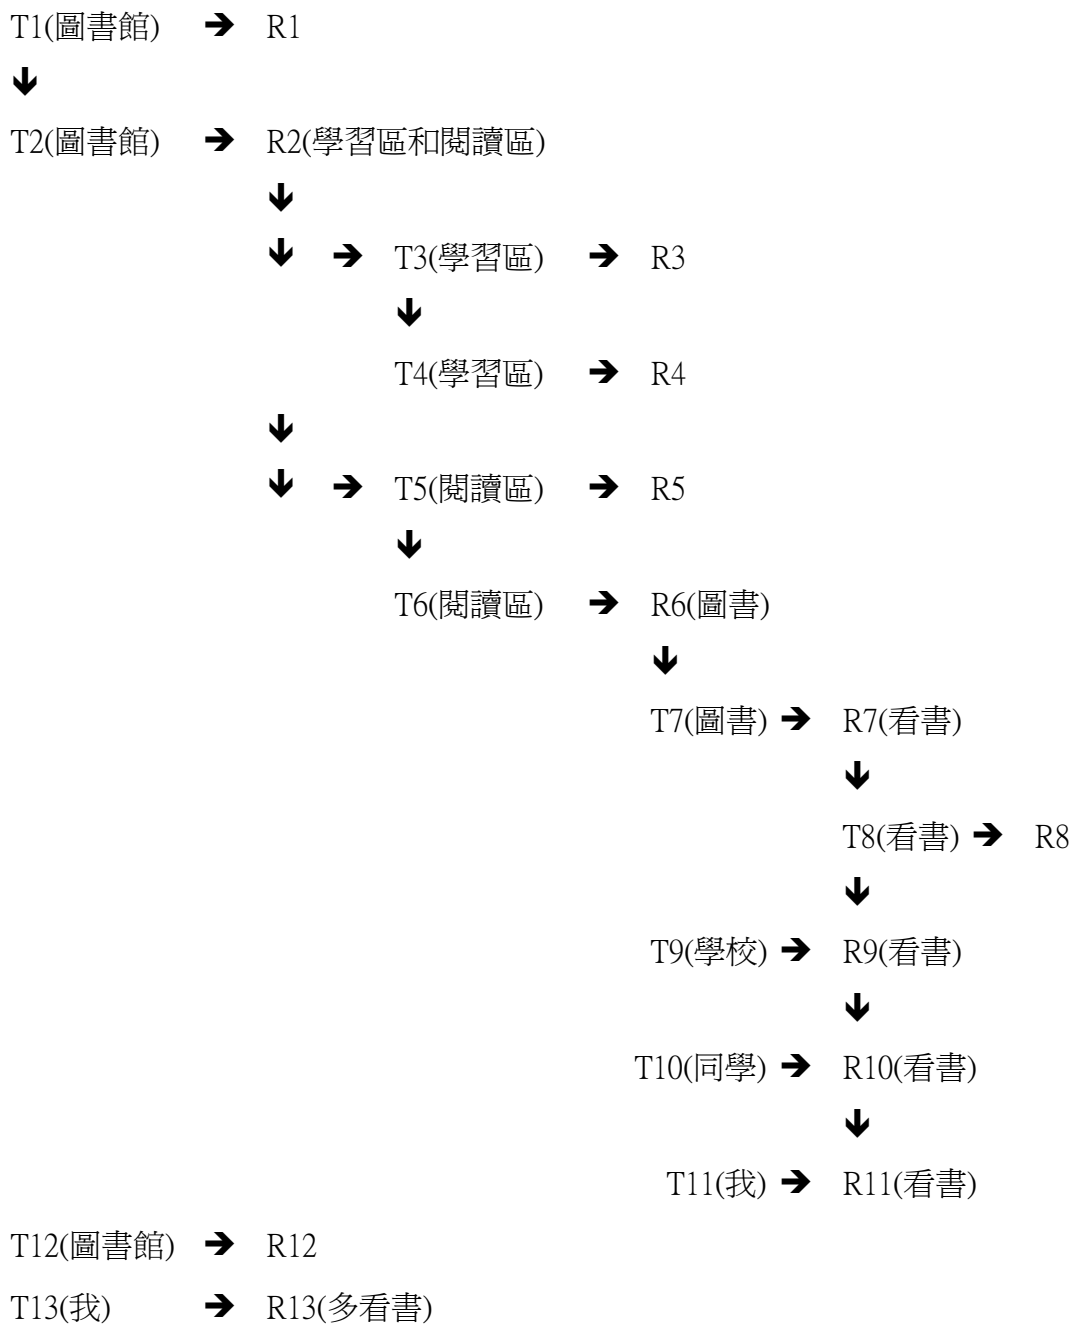 T1(圖書館) ➔ R1
🡫
T2(圖書館) ➔ R2(學習區和閱讀區)
🡫
🡫 ➔ T3(學習區) ➔ R3
🡫
T4(學習區) ➔ R4
🡫
🡫 ➔ T5(閱讀區) ➔ R5
🡫
T6(閱讀區) ➔ R6(圖書)
🡫
T7(圖書) ➔ R7(看書)
🡫
T8(看書) ➔ R8
🡫
T9(學校) ➔ R9(看書)
🡫
T10(同學) ➔ R10(看書)
🡫
T11(我) ➔ R11(看書)
T12(圖書館) ➔ R12
T13(我) ➔ R13(多看書)